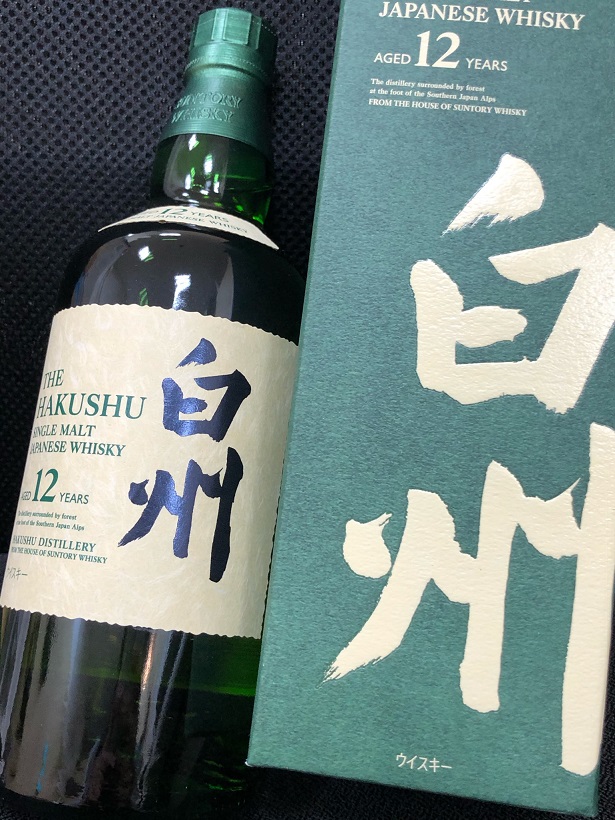 SUNTORY
WHISKY
12 YEARS
JAPANESE WHISKY
THE
HAKUSHU
SINGLE MALT
JAPANESE WHISKY
AGED 12 YEARS
The distillery surrounded by forest
at the foot of the Southern Japan Alps
HAKUSHU DISTILLERY
FROM THE HOUSE OF SUNTORY WHISKY
ウイスキー
白州
JAPANESE WHISKY
AGED 12 YEARS
The distillery surrounded by forest
at the foot of the Southern Japan Alps
FROM THE HOUSE OF SUNTORY WHISKY
白州
ウイスキー